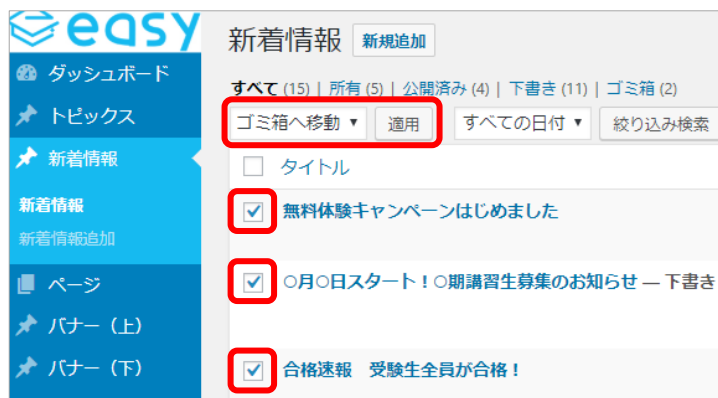 easy
新着情報 新規追加
ダッシュボード
すべて (15) | 所有 (5) | 公開済み (4) | 下書き (11) | ゴミ箱 (2)
トピックス
ゴミ箱へ移動 ▼ 適用 すべての日付 ▼ 絞り込み検索
新着情報
タイトル
新着情報
無料体験キャンペーンはじめました
新着情報追加
ページ
○月○日スタート！○期講習生募集のお知らせ — 下書き
バナー（上）
バナー（下）
合格速報 受験生全員が合格！